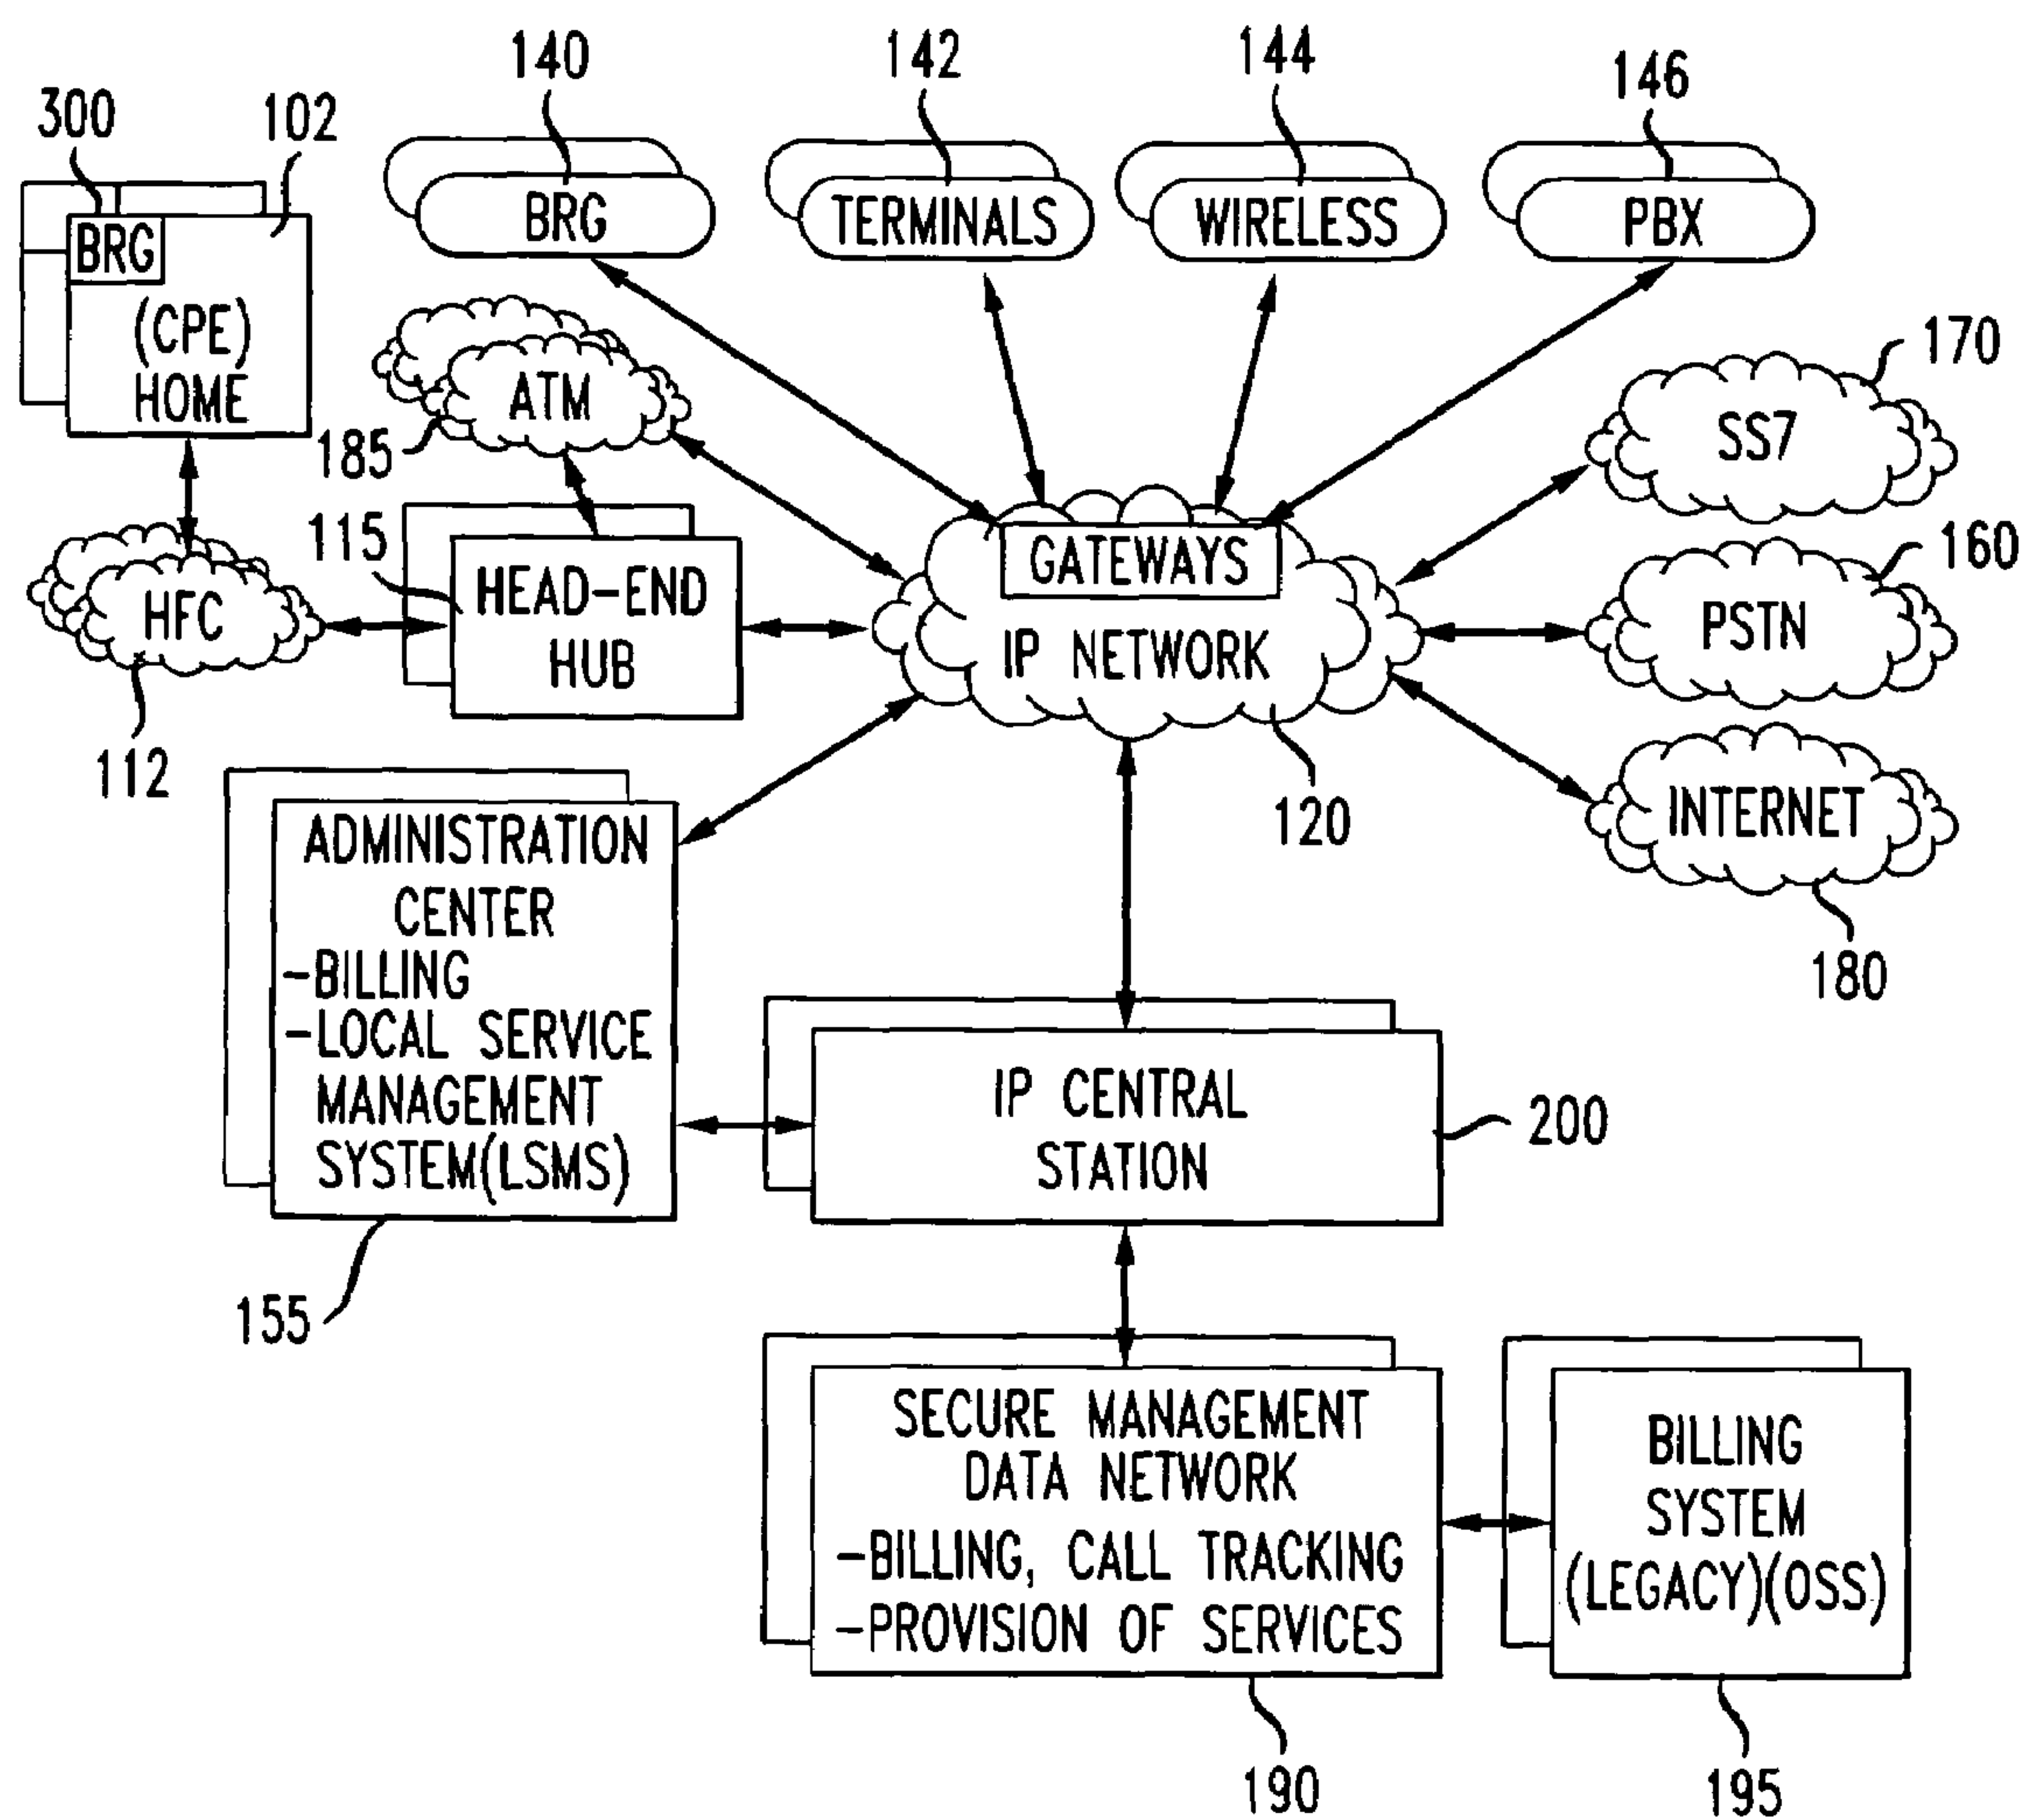 140
142
144
146
300
102
BRG
TERMINALS
WIRELESS
PBX
BRG
(CPE)
HOME
ATM
185
170
SS7
115
HEAD-END
HUB
GATEWAYS
IP NETWORK
160
PSTN
HFC
112
120
INTERNET
180
ADMINISTRATION
CENTER
-BILLING
-LOCAL SERVICE
MANAGEMENT
SYSTEM(LSMS)
155
IP CENTRAL
STATION
200
SECURE MANAGEMENT
DATA NETWORK
-BILLING, CALL TRACKING
-PROVISION OF SERVICES
190
BILLING
SYSTEM
(LEGACY)(OSS)
195